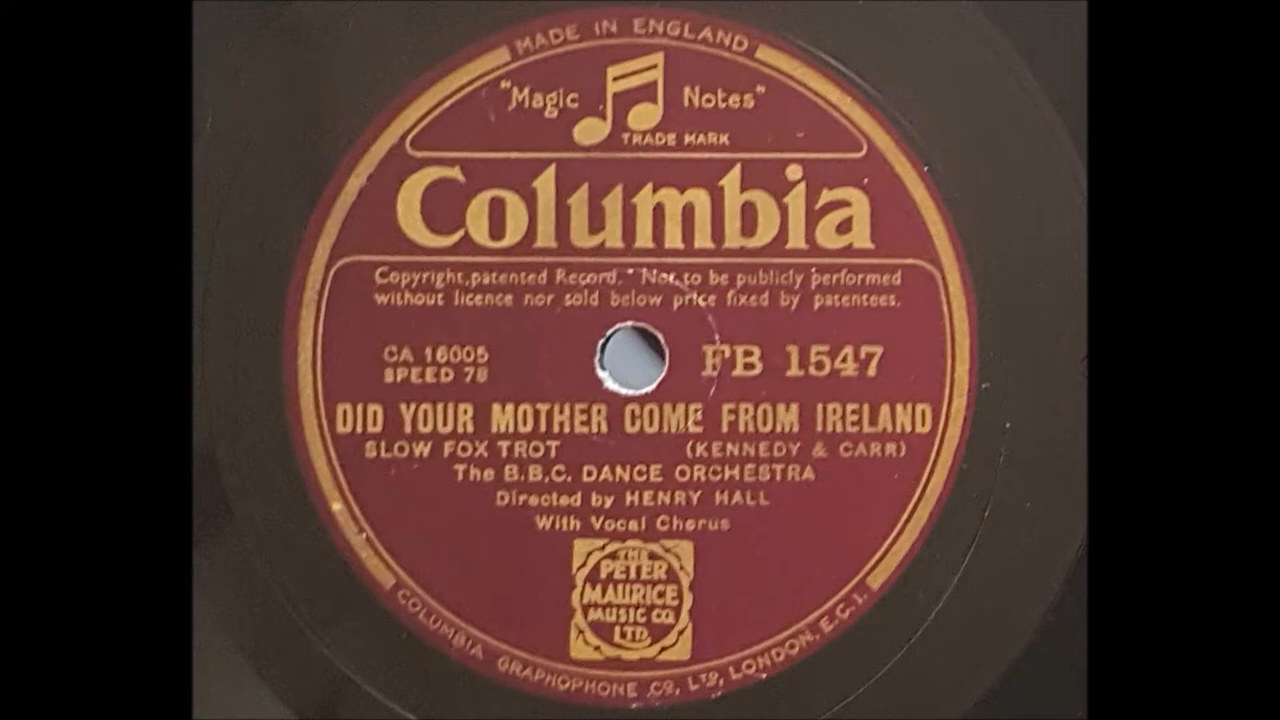 MADE IN ENGLAND
"Magic Notes"
TRADE MARK
Columbia
Copyright, patented Record. Not to be publicly performed
without licence nor sold below price fixed by patentees.
CA 16005
SPEED 78
FB 1547
DID YOUR MOTHER COME FROM IRELAND
SLOW FOX TROT (KENNEDY & CARR)
The B.B.C. DANCE ORCHESTRA
Directed by HENRY HALL
With Vocal Chorus
THE
PETER
MAURICE
MUSIC CO
LTD.
COLUMBIA GRAPHOPHONE CO, LTD, LONDON, E.C.1.